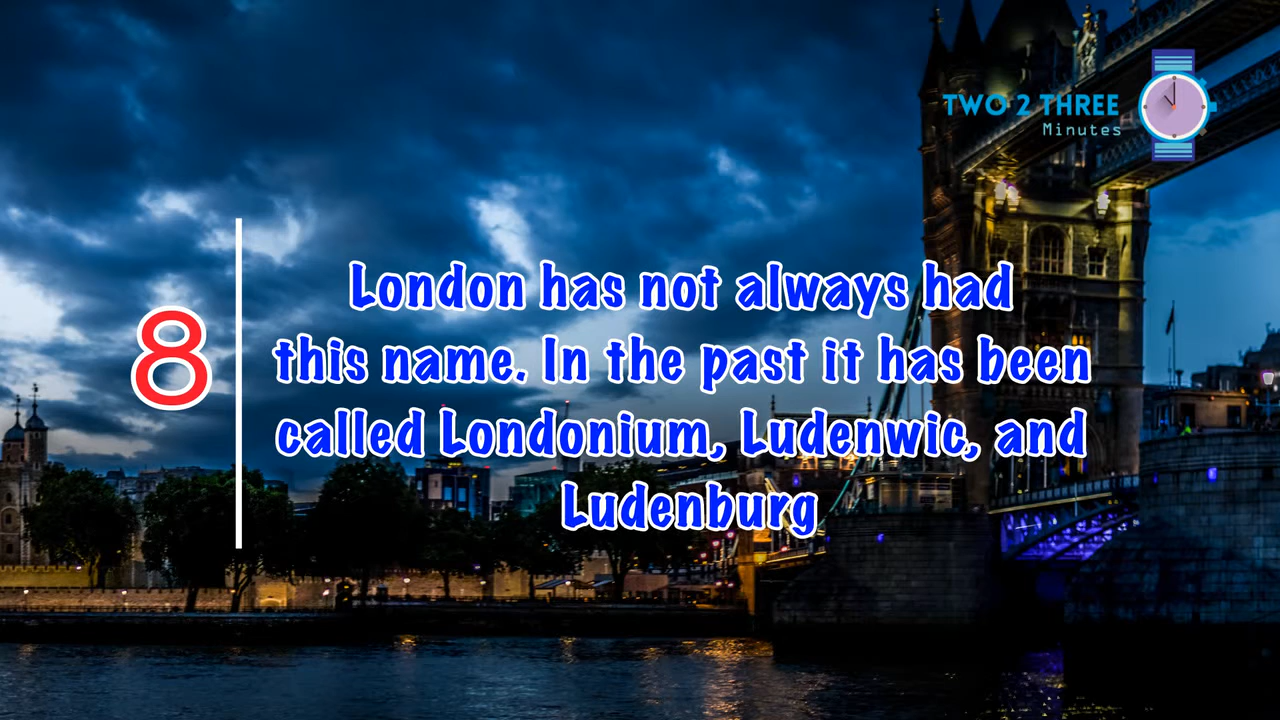 TWO 2 THREE
Minutes
8
London has not always had
this name. In the past it has been
called Londonium, Ludenwic, and
Ludenburg